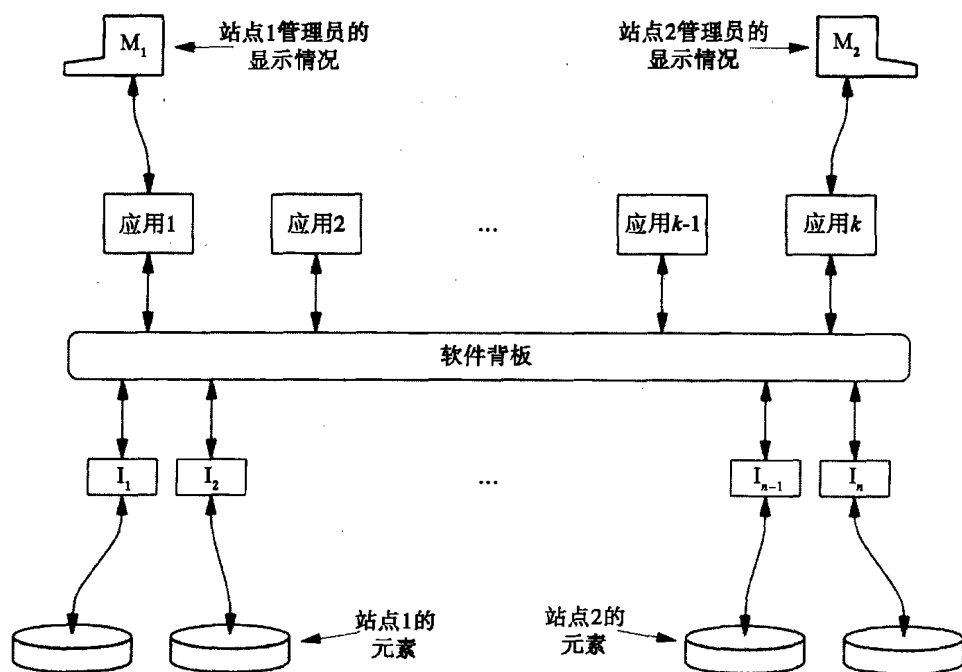 M₁
站点1管理员的
显示情况
站点2管理员的
显示情况
M₂
应用1
应用2
...
应用k-1
应用k
软件背板
I₁
I₂
...
Iₙ₋₁
Iₙ
站点1的
元素
站点2的
元素